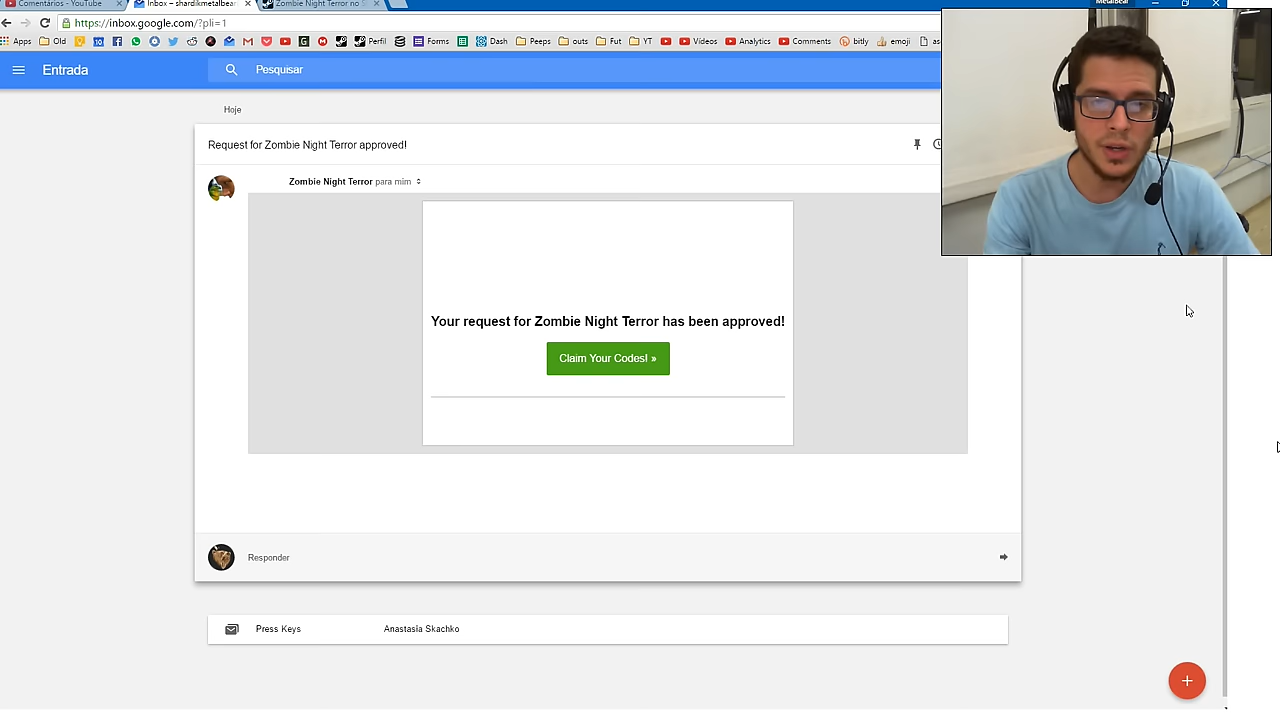 Comentários - YouTube
Inbox – shardikmetalbear
Zombie Night Terror no S
Metalbear
https://inbox.google.com/?pli=1
Apps Old Perfil Forms Dash Peeps outs Fut YT Vídeos Analytics Comments bitly emoji
Entrada
Pesquisar
Hoje
Request for Zombie Night Terror approved!
Zombie Night Terror para mim
Your request for Zombie Night Terror has been approved!
Claim Your Codes! »
Responder
Press Keys Anastasia Skachko